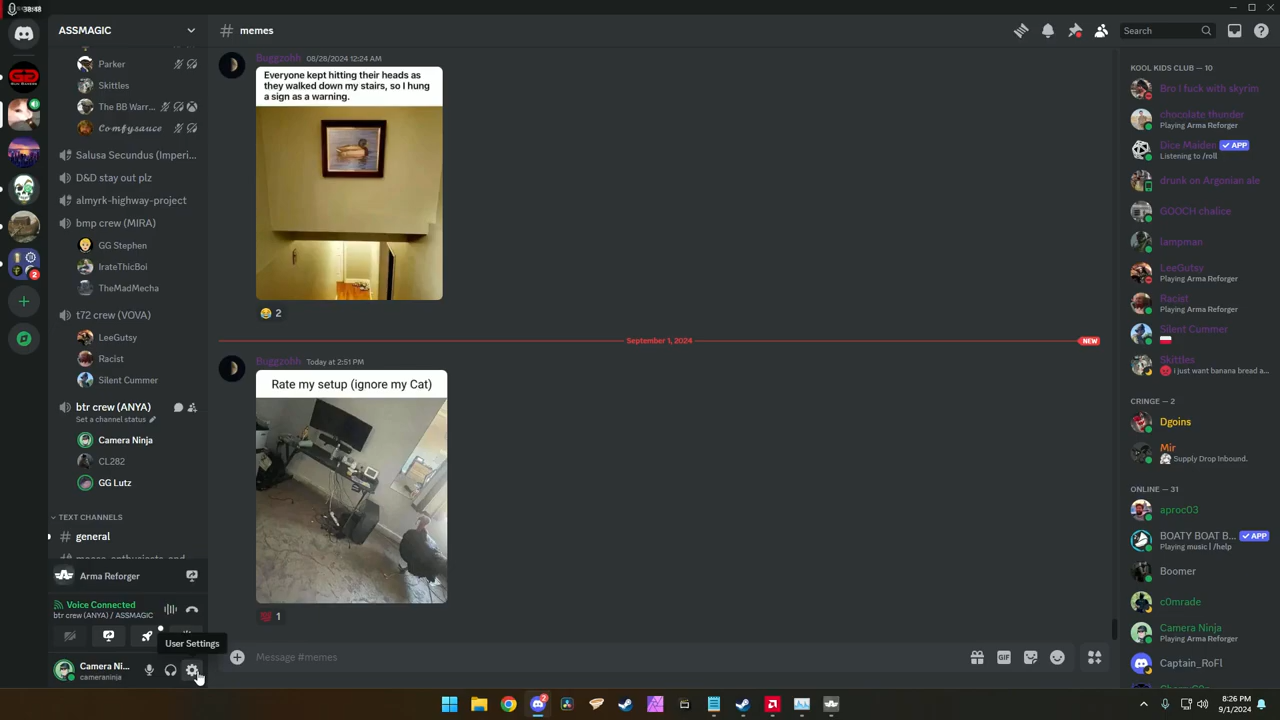 38:48
ASSMAGIC
Parker
Skittles
The BB Warr...
Comfysauce
Salusa Secundus (Imperi...
D&D stay out plz
almyrk-highway-project
bmp crew (MIRA)
GG Stephen
IrateThicBoi
TheMadMecha
t72 crew (VOVA)
LeeGutsy
Racist
Silent Cummer
btr crew (ANYA)
Set a channel status
Camera Ninja
CL282
GG Lutz
TEXT CHANNELS
general
Arma Reforger
Voice Connected
btr crew (ANYA) / ASSMAGIC
User Settings
Camera Ni...
cameraninja
2
memes
Search
Buggzobh 08/28/2024 12:24 AM
Everyone kept hitting their heads as
they walked down my stairs, so I hung
a sign as a warning.
2
September 1, 2024
NEW
Buggzobh Today at 2:51 PM
Rate my setup (ignore my Cat)
1
Message #memes
GIF
KOOL KIDS CLUB — 10
Bro I fuck with skyrim
chocolate thunder
Playing Arma Reforger
Dice Maiden ✓ APP
Listening to /roll
drunk on Argonian ale
GOOCH chalice
lampman
LeeGutsy
Playing Arma Reforger
Racist
Playing Arma Reforger
Silent Cummer
Skittles
i just want banana bread a...
CRINGE — 2
Dgoins
Mir
Supply Drop Inbound.
ONLINE — 31
aproc03
BOATY BOAT B... ✓ APP
Playing music | /help
Boomer
c0mrade
Camera Ninja
Playing Arma Reforger
Captain_RoFl
2
8:26 PM
9/1/2024